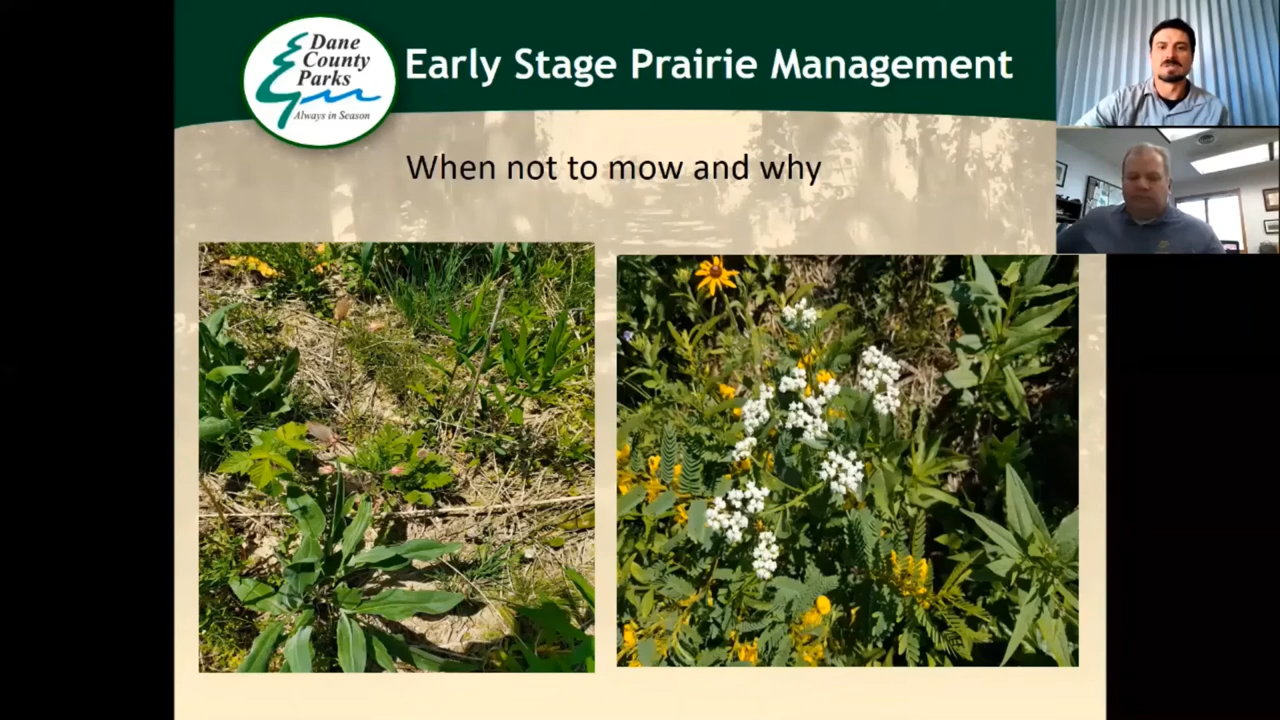 Dane
County
Parks
Always in Season
Early Stage Prairie Management
When not to mow and why